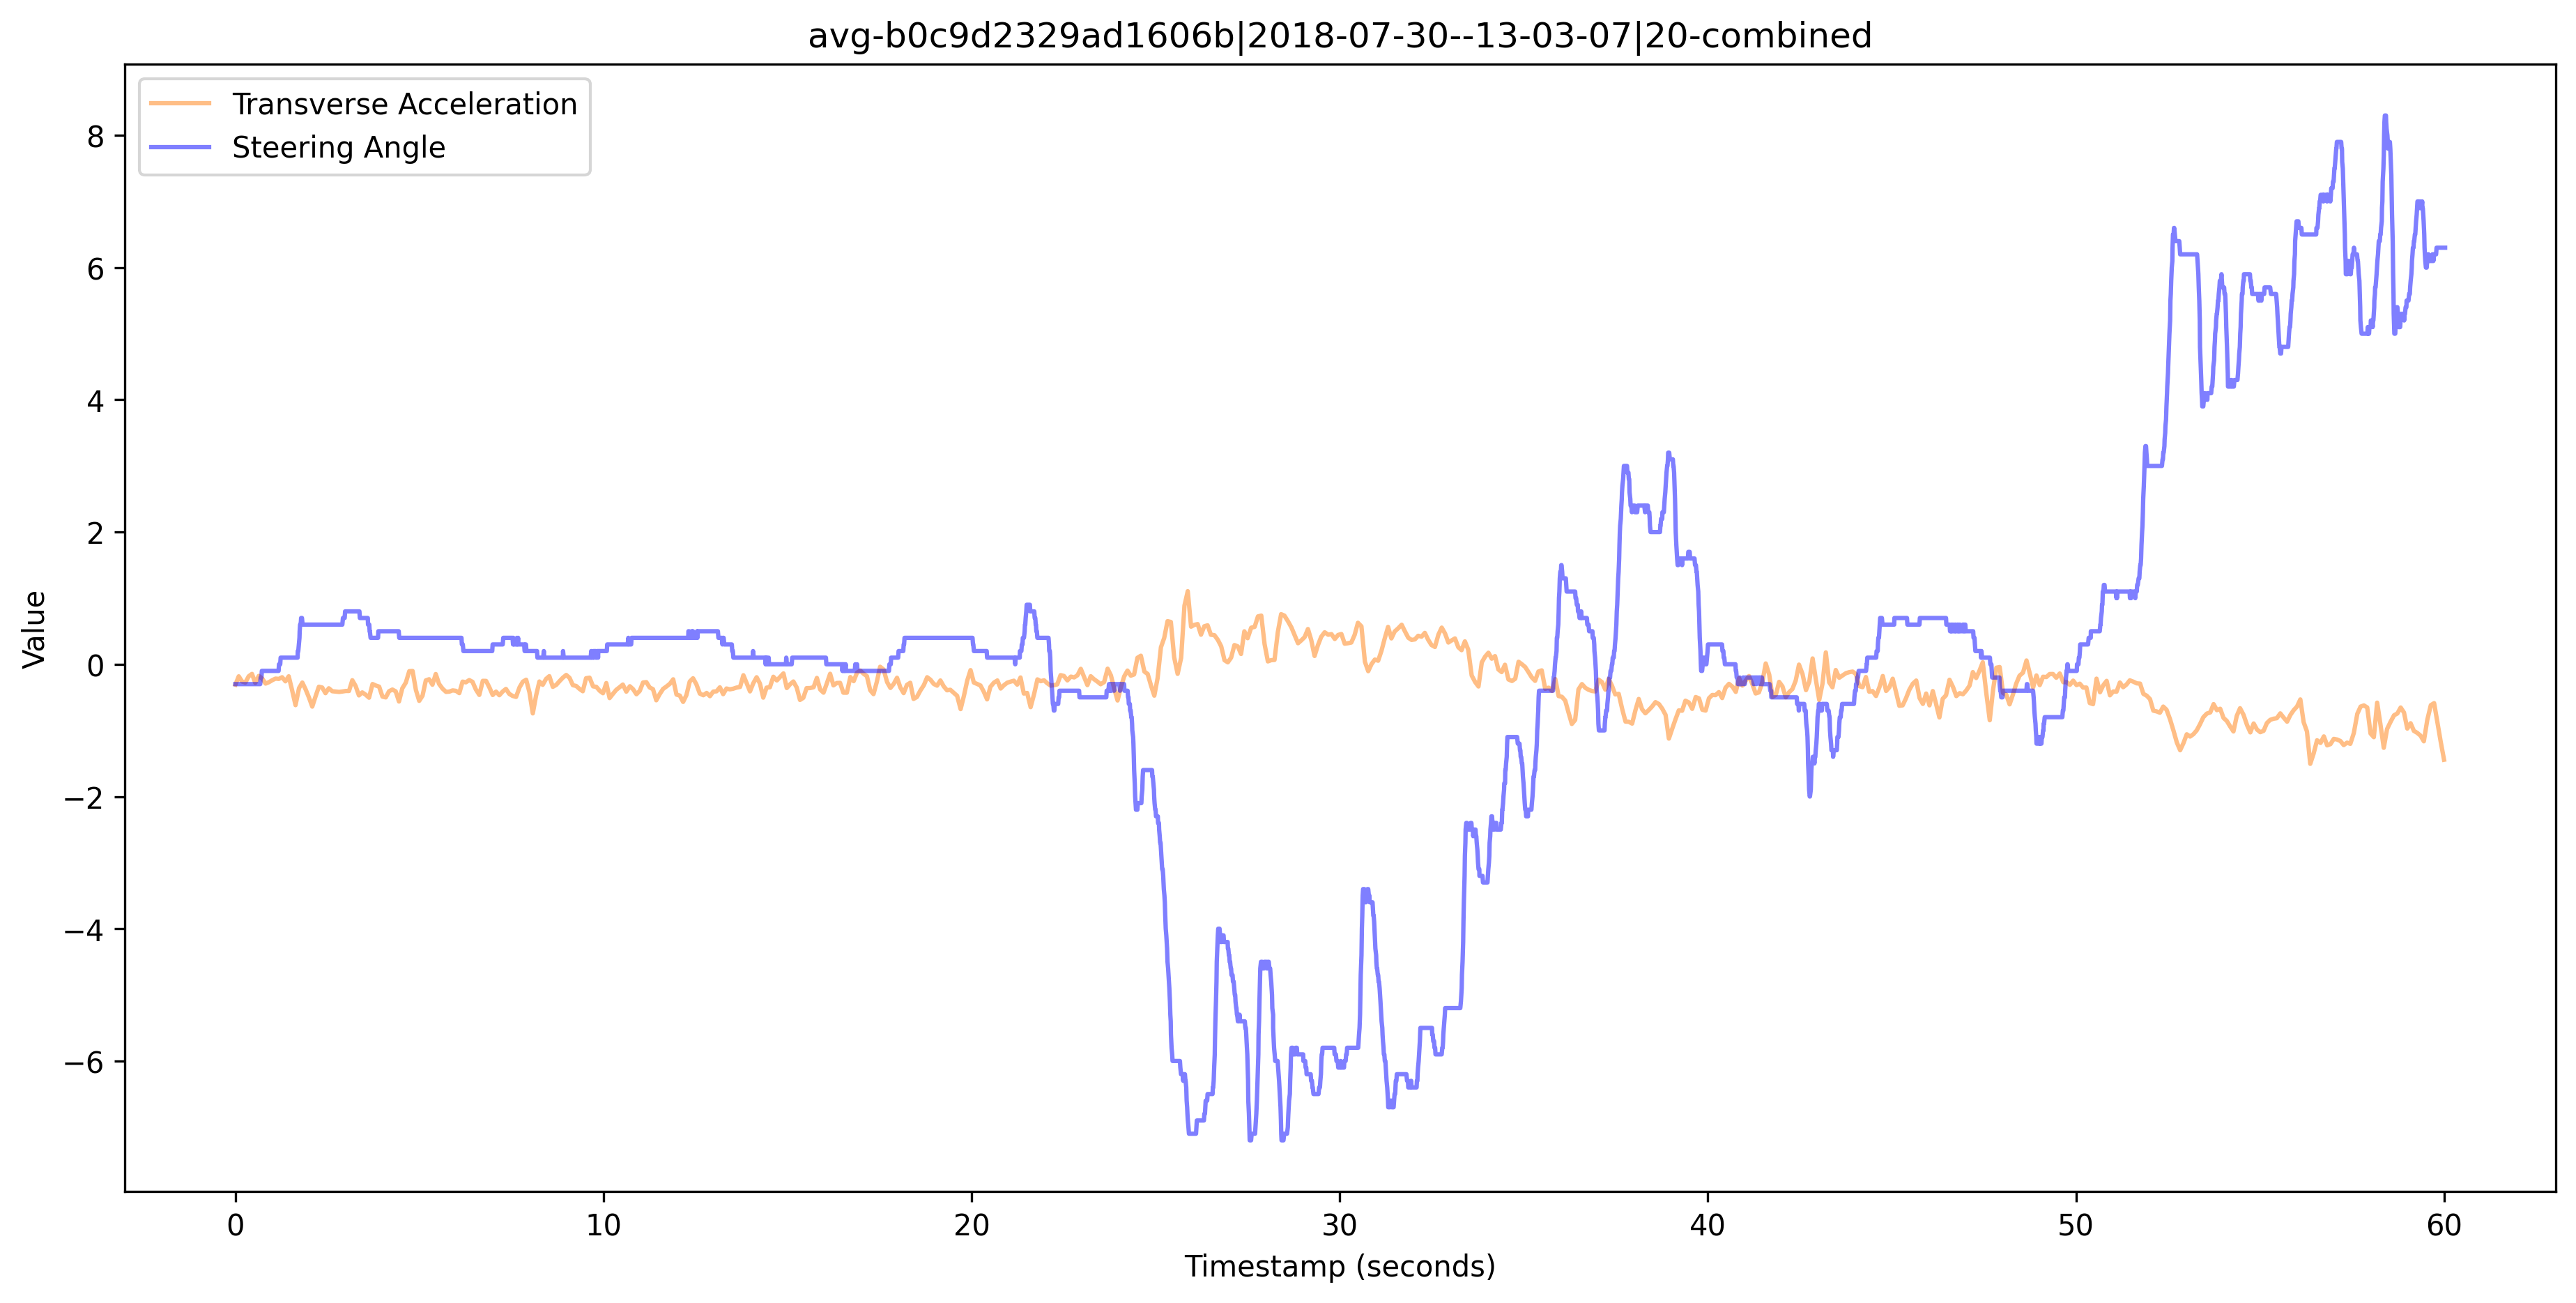 avg-b0c9d2329ad1606b|2018-07-30--13-03-07|20-combined
Transverse Acceleration
Steering Angle
Value
8
6
4
2
0
−2
−4
−6
0 10 20 30 40 50 60
Timestamp (seconds)